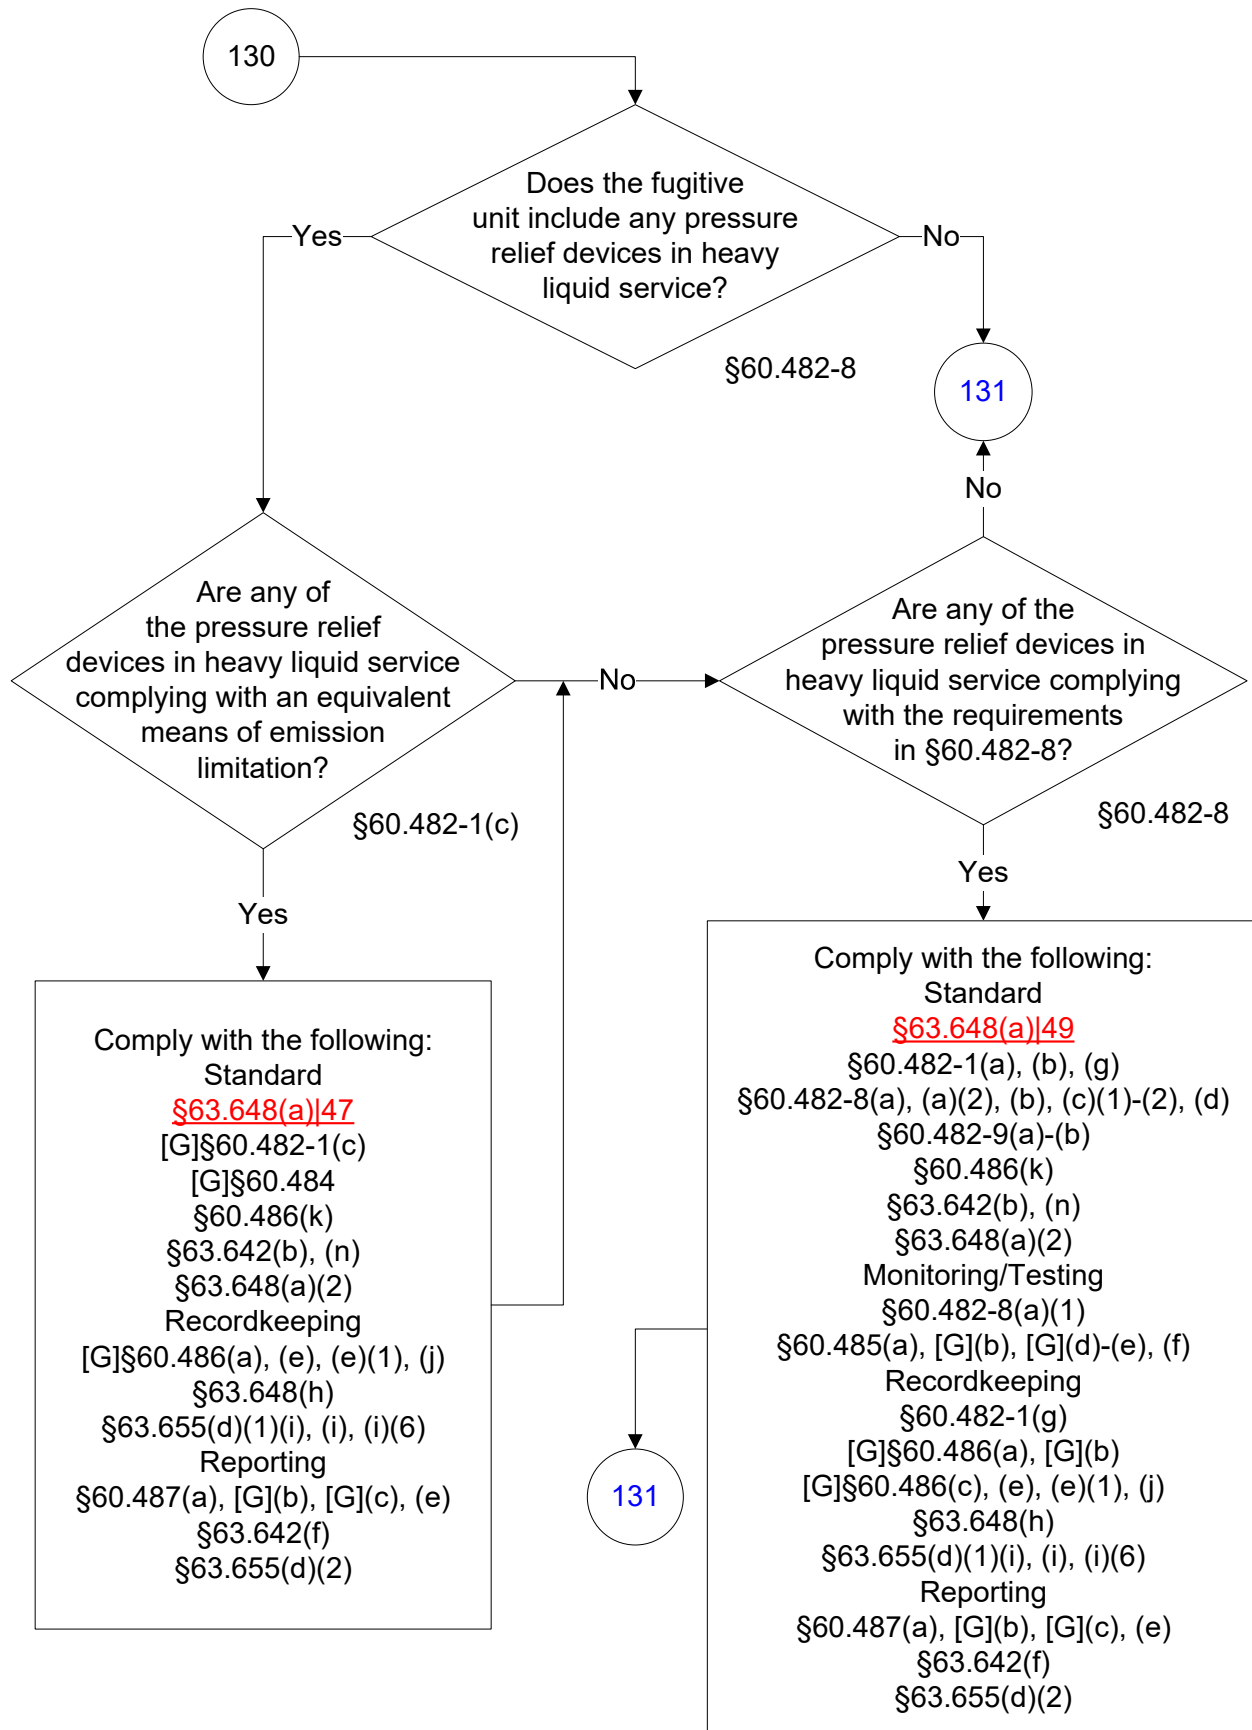 130
Does the fugitive
unit include any pressure
relief devices in heavy
liquid service?
Yes
No
§60.482-8
131
No
Are any of
the pressure relief
devices in heavy liquid service
complying with an equivalent
means of emission
limitation?
No
§60.482-1(c)
Yes
Are any of the
pressure relief devices in
heavy liquid service complying
with the requirements
in §60.482-8?
§60.482-8
Yes
Comply with the following:
Standard
§63.648(a)|47
[G]§60.482-1(c)
[G]§60.484
§60.486(k)
§63.642(b), (n)
§63.648(a)(2)
Recordkeeping
[G]§60.486(a), (e), (e)(1), (j)
§63.648(h)
§63.655(d)(1)(i), (i), (i)(6)
Reporting
§60.487(a), [G](b), [G](c), (e)
§63.642(f)
§63.655(d)(2)
Comply with the following:
Standard
§63.648(a)|49
§60.482-1(a), (b), (g)
§60.482-8(a), (a)(2), (b), (c)(1)-(2), (d)
§60.482-9(a)-(b)
§60.486(k)
§63.642(b), (n)
§63.648(a)(2)
Monitoring/Testing
§60.482-8(a)(1)
§60.485(a), [G](b), [G](d)-(e), (f)
Recordkeeping
§60.482-1(g)
[G]§60.486(a), [G](b)
[G]§60.486(c), (e), (e)(1), (j)
§63.648(h)
§63.655(d)(1)(i), (i), (i)(6)
Reporting
§60.487(a), [G](b), [G](c), (e)
§63.642(f)
§63.655(d)(2)
131